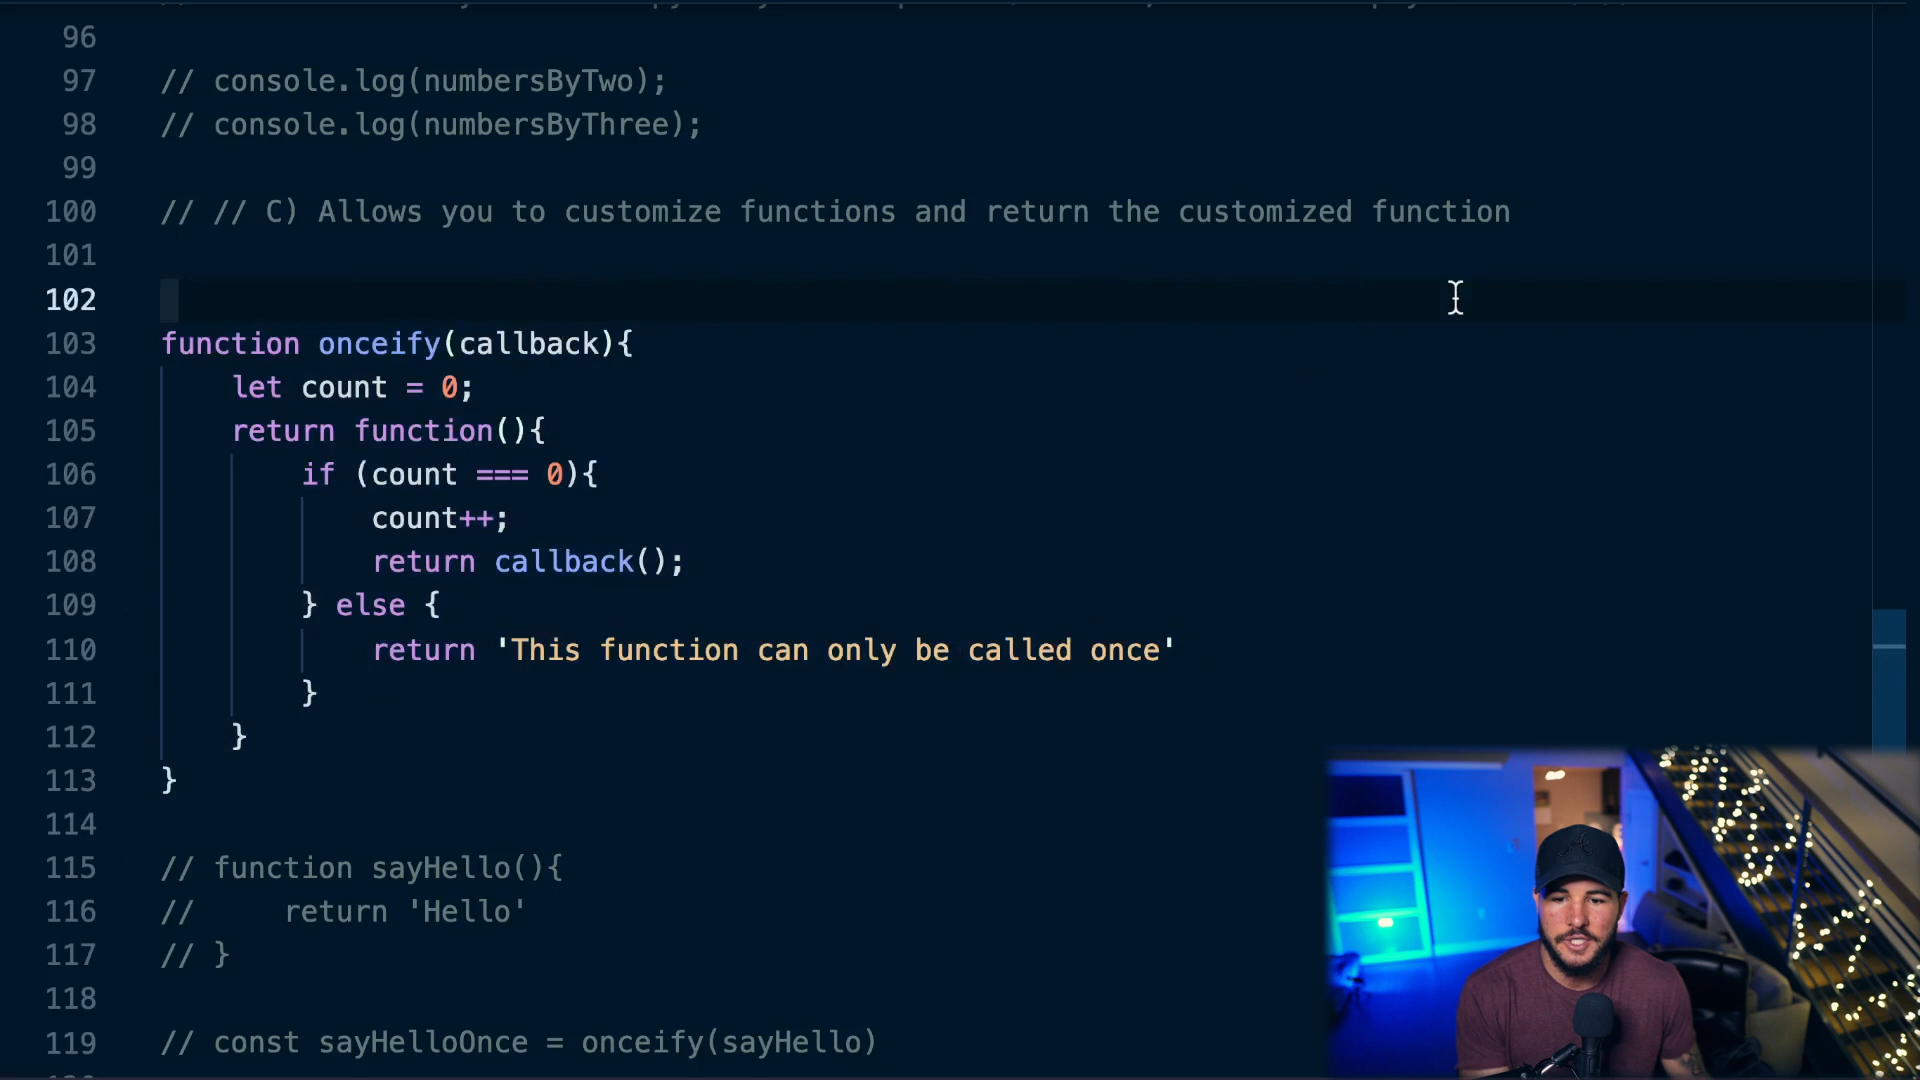 96
97 // console.log(numbersByTwo);
98 // console.log(numbersByThree);
99
100 // // C) Allows you to customize functions and return the customized function
101
102
103 function onceify(callback){
104 let count = 0;
105 return function(){
106 if (count === 0){
107 count++;
108 return callback();
109 } else {
110 return 'This function can only be called once'
111 }
112 }
113 }
114
115 // function sayHello(){
116 // return 'Hello'
117 // }
118
119 // const sayHelloOnce = onceify(sayHello)